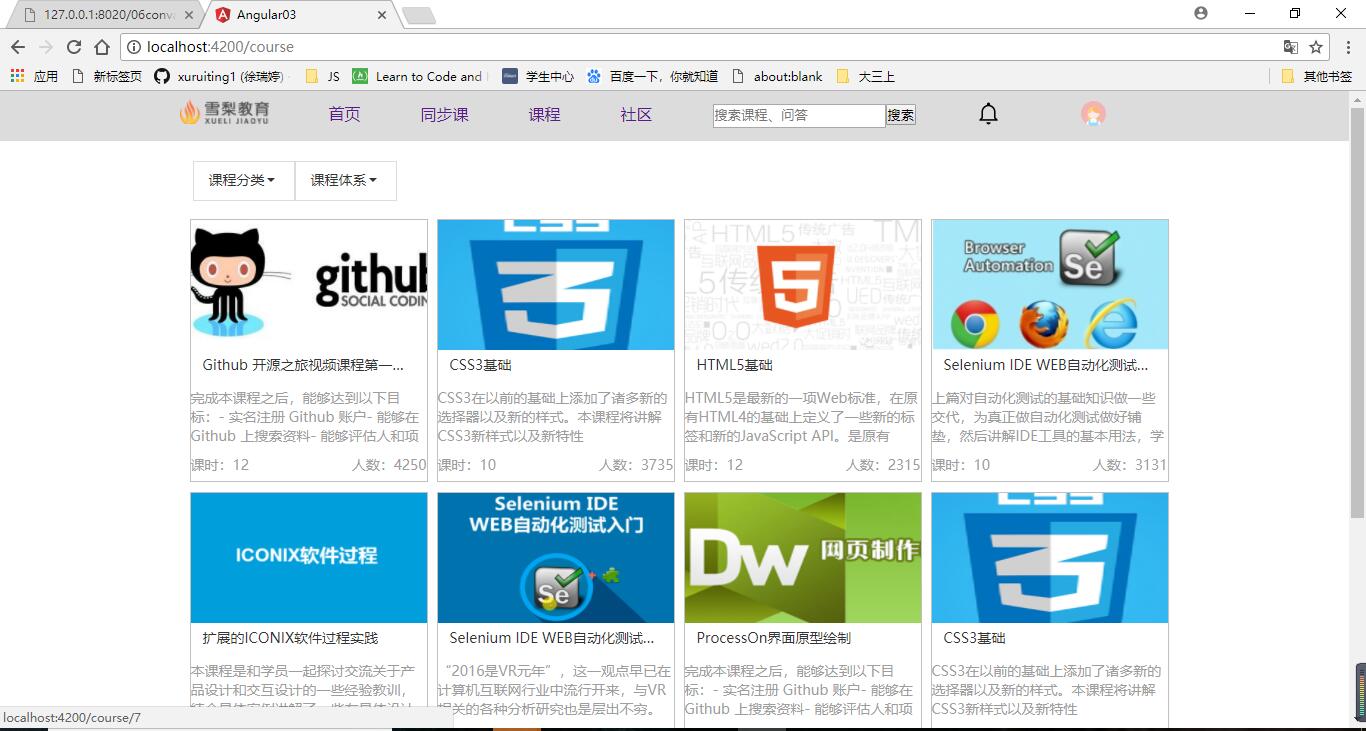 127.0.0.1:8020/06conv
Angular03
localhost:4200/course
应用
新标签页
xuruiting1 (徐瑞婷)
JS
Learn to Code and
学生中心
百度一下，你就知道
about:blank
大三上
其他书签
雪梨教育
XUELI JIAOYU
首页
同步课
课程
社区
搜索课程、问答
搜索
课程分类
课程体系
github
SOCIAL CODIN
Github 开源之旅视频课程第一...
完成本课程之后，能够达到以下目
标：- 实名注册 Github 账户- 能够在
Github 上搜索资料- 能够评估人和项
课时：12
人数：4250
CSS
CSS3基础
CSS3在以前的基础上添加了诸多新的
选择器以及新的样式。本课程将讲解
CSS3新样式以及新特性
课时：10
人数：3735
HTML5
HTML5基础
HTML5是最新的一项Web标准，在原
有HTML4的基础上定义了一些新的标
签和新的JavaScript API。是原有
课时：12
人数：2315
Browser
Automation
Se
Selenium IDE WEB自动化测试...
上篇对自动化测试的基础知识做一些
交代，为真正做自动化测试做好铺
垫，然后讲解IDE工具的基本用法，学
课时：10
人数：3131
ICONIX软件过程
扩展的ICONIX软件过程实践
本课程是和学员一起探讨交流关于产
品设计和交互设计的一些经验教训，
Selenium IDE
WEB自动化测试入门
Se
Selenium IDE WEB自动化测试...
“2016是VR元年”，这一观点早已在
计算机互联网行业中流行开来，与VR
相关的各种分析研究也是层出不穷。
Dw
网页制作
ProcessOn界面原型绘制
完成本课程之后，能够达到以下目
标：- 实名注册 Github 账户- 能够在
Github 上搜索资料- 能够评估人和项
CSS
CSS3基础
CSS3在以前的基础上添加了诸多新的
选择器以及新的样式。本课程将讲解
CSS3新样式以及新特性
localhost:4200/course/7